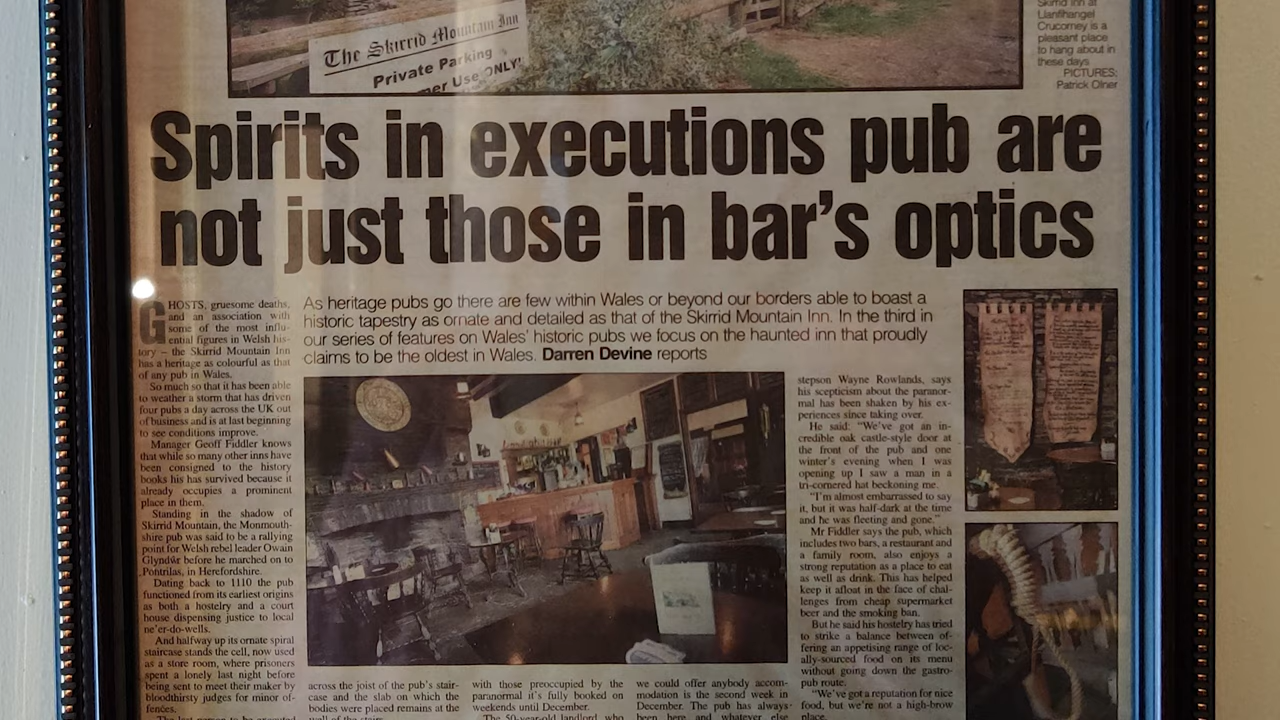 The Skirrid Mountain Inn
Private Parking
Use ONLY'
Skirrid Inn at
Llanfihangel
Crucorney is a
pleasant place
to hang about in
these days
PICTURES:
Patrick Olner
Spirits in executions pub are
not just those in bar's optics
GHOSTS, gruesome deaths,
and an association with
some of the most influ-
ential figures in Welsh his-
tory – the Skirrid Mountain Inn
has a heritage as colourful as that
of any pub in Wales.
So much so that it has been able
to weather a storm that has driven
four pubs a day across the UK out
of business and is at last beginning
to see conditions improve.
Manager Geoff Fiddler knows
that while so many other inns have
been consigned to the history
books his has survived because it
already occupies a prominent
place in them.
Standing in the shadow of
Skirrid Mountain, the Monmouth-
shire pub was said to be a rallying
point for Welsh rebel leader Owain
Glyndŵr before he marched on to
Pontrilas, in Herefordshire.
Dating back to 1110 the pub
functioned from its earliest origins
as both a hostelry and a court
house dispensing justice to local
ne'er-do-wells.
And halfway up its ornate spiral
staircase stands the cell, now used
as a store room, where prisoners
spent a lonely last night before
being sent to meet their maker by
bloodthirsty judges for minor of-
fences.
As heritage pubs go there are few within Wales or beyond our borders able to boast a
historic tapestry as ornate and detailed as that of the Skirrid Mountain Inn. In the third in
our series of features on Wales' historic pubs we focus on the haunted inn that proudly
claims to be the oldest in Wales. Darren Devine reports
across the joist of the pub's stair-
case and the slab on which the
bodies were placed remains at the
with those preoccupied by the
paranormal it's fully booked on
weekends until December.
The 50-year-old landlord, who
we could offer anybody accom-
modation is the second week in
December. The pub has always
been here and whatever else
stepson Wayne Rowlands, says
his scepticism about the paranor-
mal has been shaken by his ex-
periences since taking over.
He said: "We've got an in-
credible oak castle-style door at
the front of the pub and one
winter's evening when I was
opening up I saw a man in a
tri-cornered hat beckoning me.
"I'm almost embarrassed to say
it, but it was half-dark at the time
and he was fleeting and gone."
Mr Fiddler says the pub, which
includes two bars, a restaurant and
a family room, also enjoys a
strong reputation as a place to eat
as well as drink. This has helped
keep it afloat in the face of chal-
lenges from cheap supermarket
beer and the smoking ban.
But he said his hostelry has tried
to strike a balance between of-
fering an appetising range of loc-
ally-sourced food on its menu
without going down the gastro-
pub route.
"We've got a reputation for nice
food, but we're not a high-brow
place.